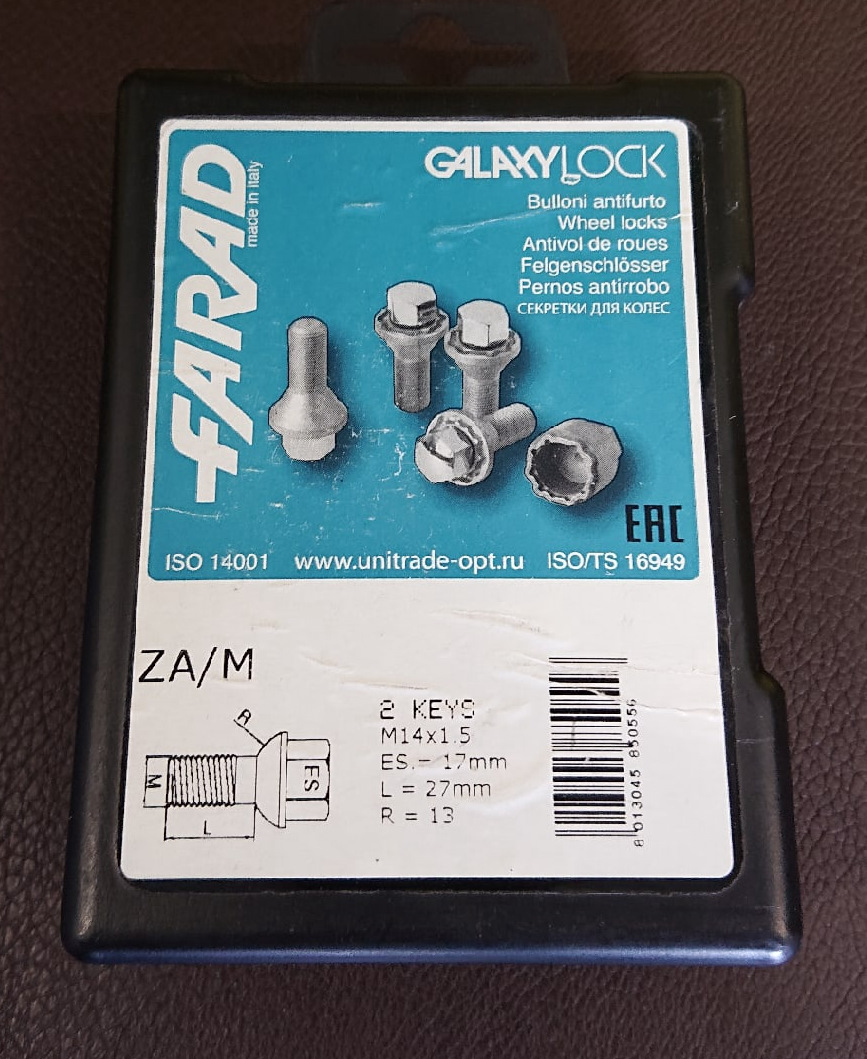 FARAD
made in italy
GALAXYLOCK
Bulloni antifurto
Wheel locks
Antivol de roues
Felgenschlösser
Pernos antirrobo
СЕКРЕТКИ ДЛЯ КОЛЕС
EAC
ISO 14001 www.unitrade-opt.ru ISO/TS 16949
ZA/M
2 KEYS
M14x1.5
ES.= 17mm
L = 27mm
R = 13
R
M
ES
L
8 013045 850556